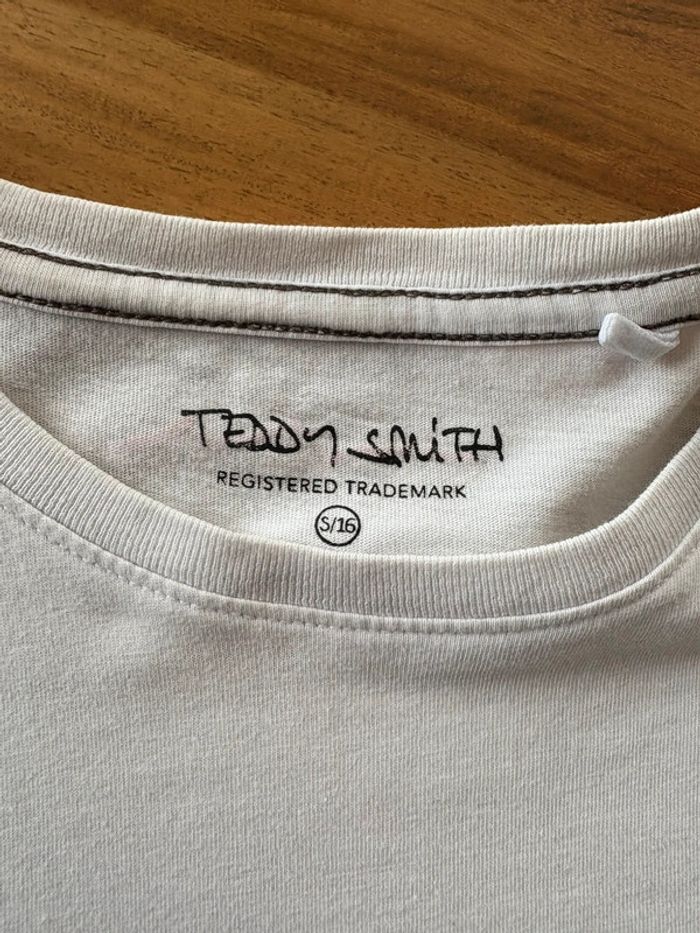 TEDDY SMiTH
REGISTERED TRADEMARK
S/16